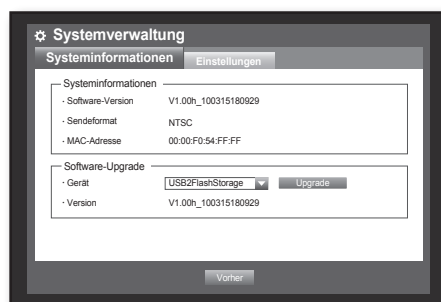 Systemverwaltung
Systeminformationen Einstellungen
Systeminformationen
· Software-Version V1.00h_100315180929
· Sendeformat NTSC
· MAC-Adresse 00:00:F0:54:FF:FF
Software-Upgrade
· Gerät USB2FlashStorage Upgrade
· Version V1.00h_100315180929
Vorher